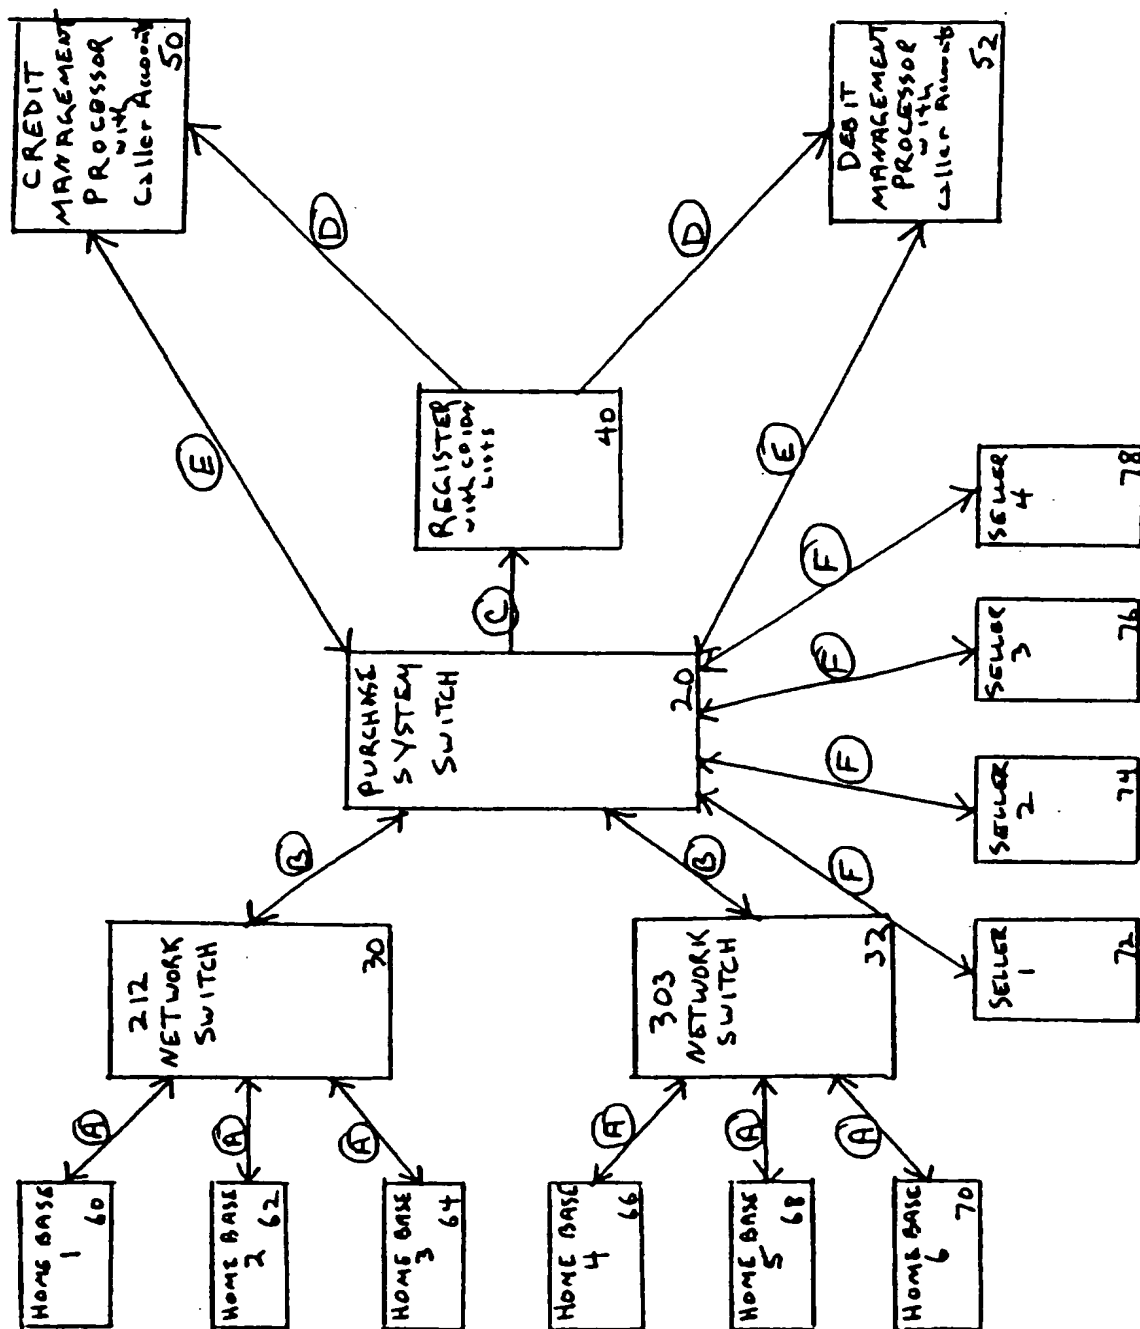 HOME BASE
1
60
HOME BASE
2
62
HOME BASE
3
64
HOME BASE
4
66
HOME BASE
5
68
HOME BASE
6
70
A
A
A
A
A
A
212
NETWORK
SWITCH
30
303
NETWORK
SWITCH
32
B
B
PURCHASE
SYSTEM
SWITCH
20
C
REGISTER
with
Lists
40
D
D
E
E
CREDIT
MANAGEMENT
PROCESSOR
with
Caller Accounts
50
DEBIT
MANAGEMENT
PROCESSOR
with
Caller Accounts
52
F
F
F
F
SELLER
1
72
SELLER
2
74
SELLER
3
76
SELLER
4
78